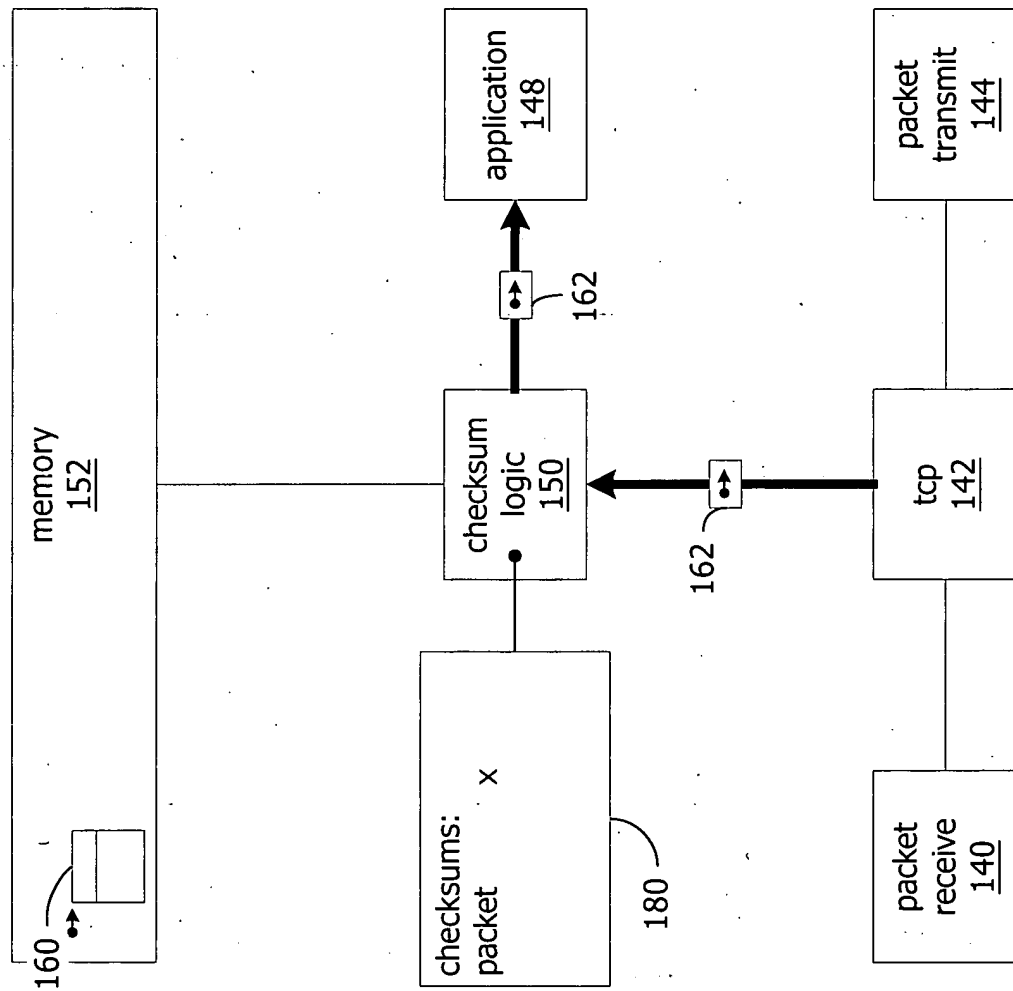 160
memory
152
checksums:
packet x
180
checksum
logic
150
162
application
148
162
packet
receive
140
tcp
142
packet
transmit
144